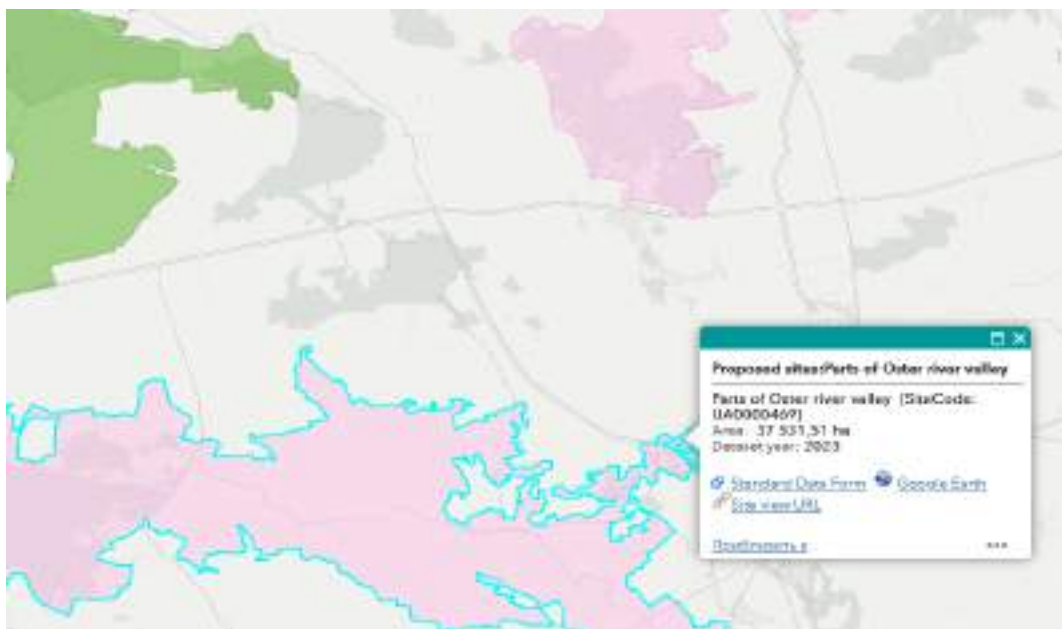 Proposed sites:Parts of Oster river valley
Parts of Oster river valley (SiteCode:
UA0000469)
Area: 37 531,51 ha
Dataset year: 2023
Standard Data Form Google Earth
Site view URL